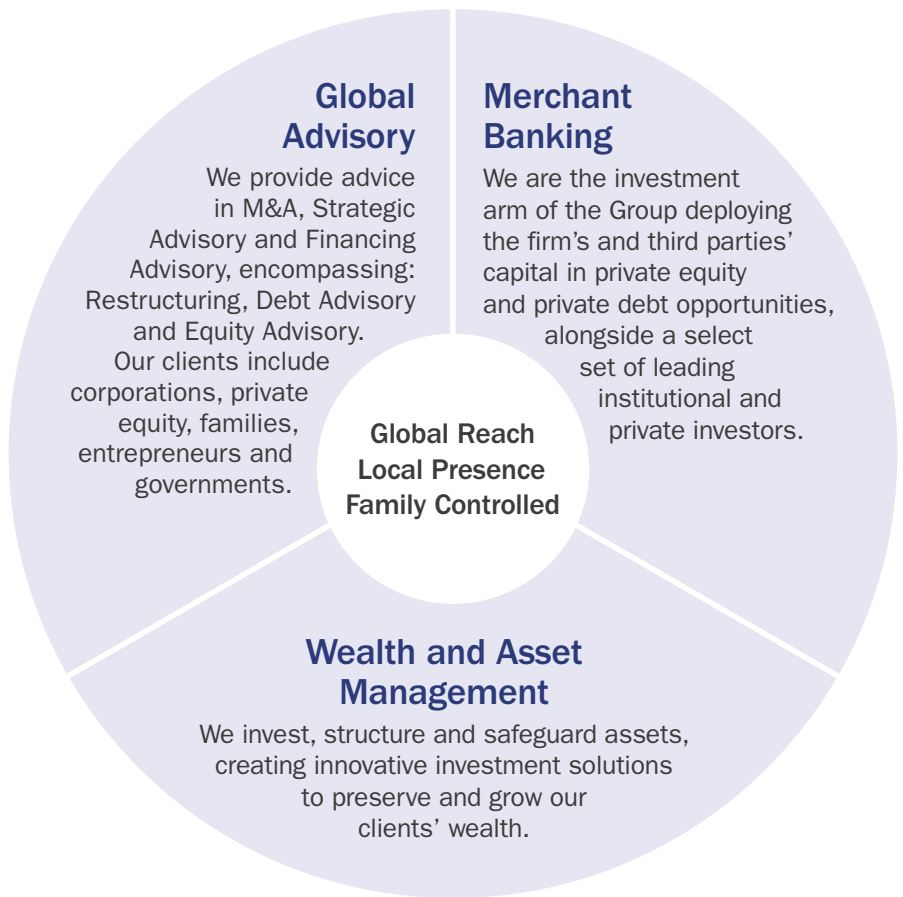 Global
Advisory
We provide advice
in M&A, Strategic
Advisory and Financing
Advisory, encompassing:
Restructuring, Debt Advisory
and Equity Advisory.
Our clients include
corporations, private
equity, families,
entrepreneurs and
governments.
Merchant
Banking
We are the investment
arm of the Group deploying
the firm’s and third parties’
capital in private equity
and private debt opportunities,
alongside a select
set of leading
institutional and
private investors.
Global Reach
Local Presence
Family Controlled
Wealth and Asset
Management
We invest, structure and safeguard assets,
creating innovative investment solutions
to preserve and grow our
clients’ wealth.